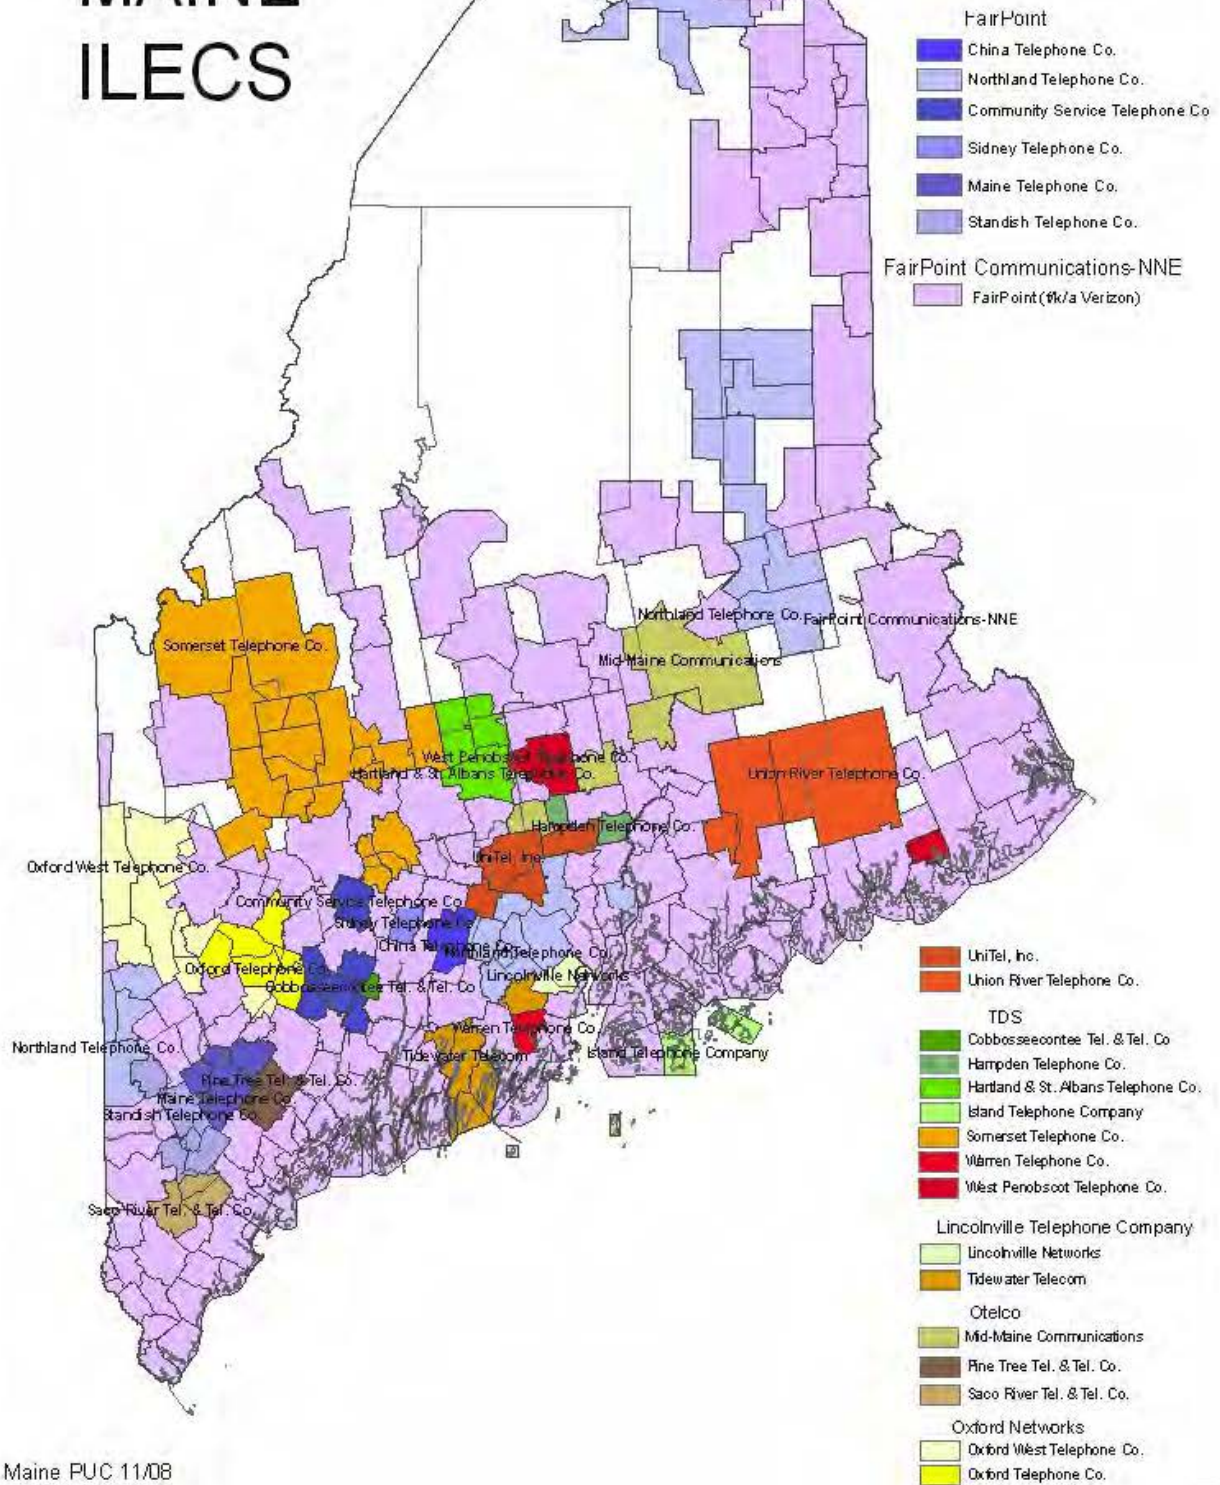 MAINE
ILECS
FairPoint
China Telephone Co.
Northland Telephone Co.
Community Service Telephone Co
Sidney Telephone Co.
Maine Telephone Co.
Standish Telephone Co.
FairPoint Communications-NNE
FairPoint (f/k/a Verizon)
Northland Telephone Co.
FairPoint Communications-NNE
Somerset Telephone Co.
Mid-Maine Communications
West Penobscot Telephone Co.
Hartland & St. Albans Telephone Co.
Union River Telephone Co.
Hampden Telephone Co.
UniTel, Inc.
Oxford West Telephone Co.
Community Service Telephone Co
Sidney Telephone Co
China Telephone Co.
Northland Telephone Co.
Oxford Telephone Co.
Lincolnville Networks
Cobbosseecontee Tel. & Tel. Co
Warren Telephone Co.
Northland Telephone Co.
Tidewater Telecom
Island Telephone Company
Pine Tree Tel. & Tel. Co.
Maine Telephone Co.
Standish Telephone Co.
Saco River Tel. & Tel. Co.
UniTel, Inc.
Union River Telephone Co.
TDS
Cobbosseecontee Tel. & Tel. Co
Hampden Telephone Co.
Hartland & St. Albans Telephone Co.
Island Telephone Company
Somerset Telephone Co.
Warren Telephone Co.
West Penobscot Telephone Co.
Lincolnville Telephone Company
Lincolnville Networks
Tidewater Telecom
Otelco
Mid-Maine Communications
Pine Tree Tel. & Tel. Co.
Saco River Tel. & Tel. Co.
Oxford Networks
Oxford West Telephone Co.
Oxford Telephone Co.
Maine PUC 11/08